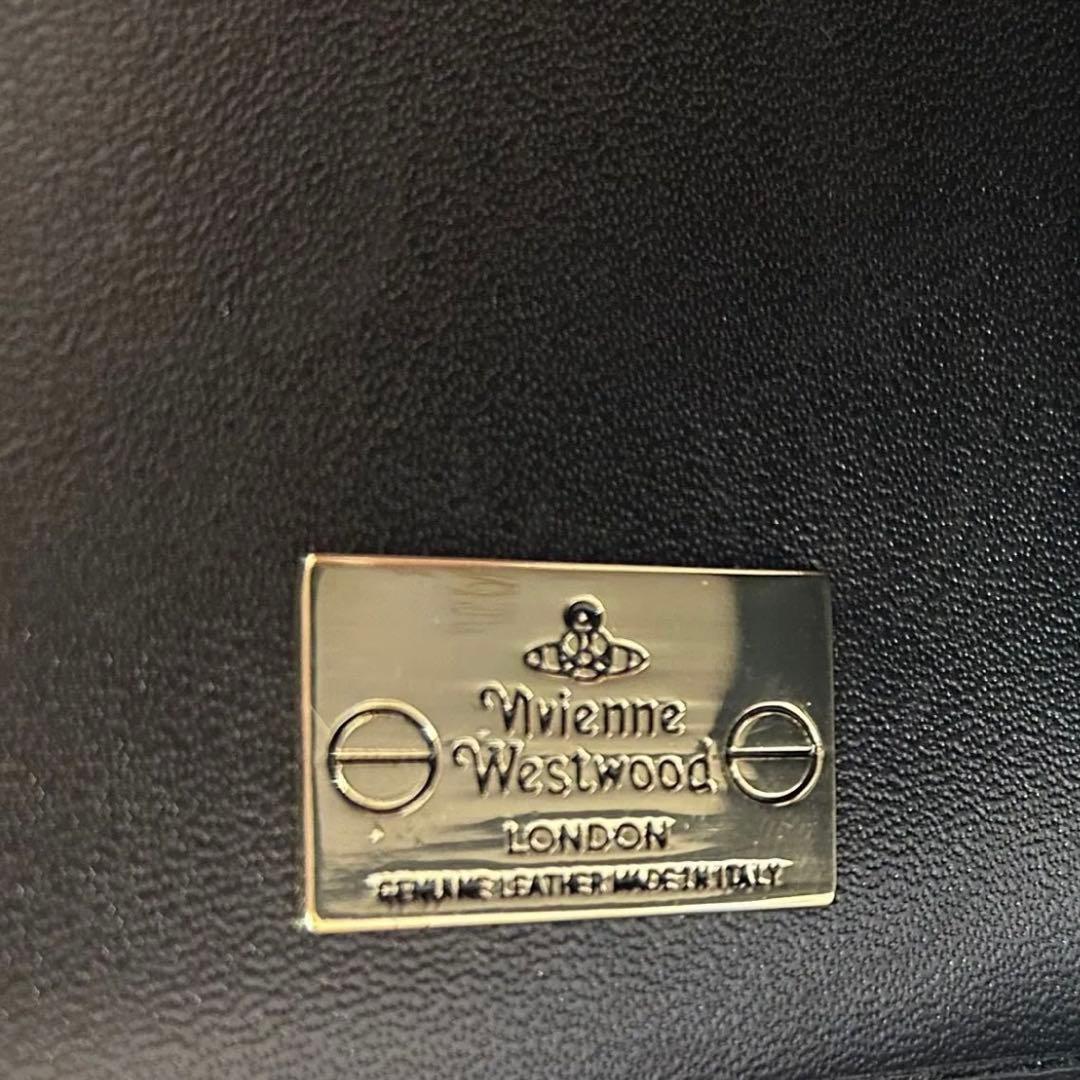 Vivienne
Westwood
LONDON
GENUINE LEATHER MADE IN ITALY